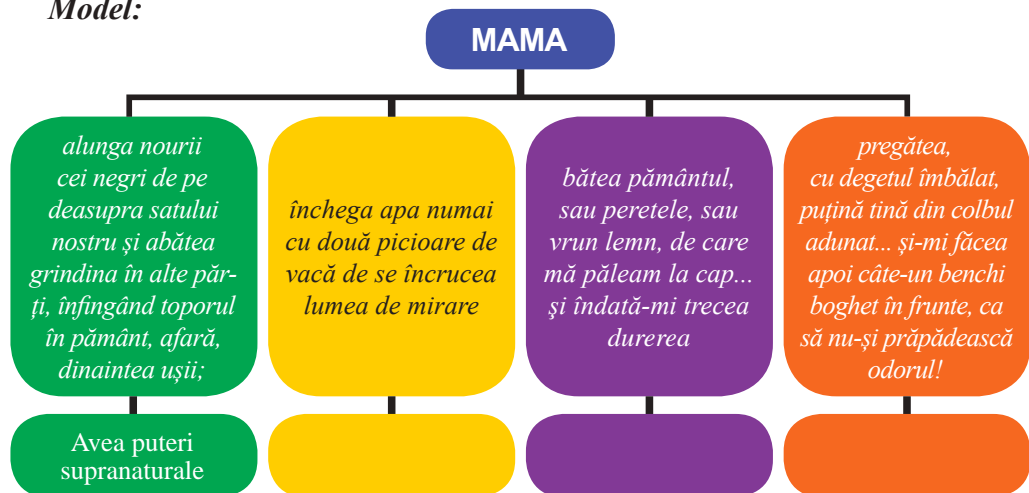 Model:
MAMA
alunga nourii
cei negri de pe
deasupra satului
nostru și abătea
grindina în alte păr-
ți, înfingând toporul
în pământ, afară,
dinaintea ușii;
închega apa numai
cu două picioare de
vacă de se încrucea
lumea de mirare
bătea pământul,
sau peretele, sau
vrun lemn, de care
mă păleam la cap...
şi îndată-mi trecea
durerea
pregătea,
cu degetul îmbălat,
puțină tină din colbul
adunat... și-mi făcea
apoi câte-un benchi
boghet în frunte, ca
să nu-și prăpădească
odorul!
Avea puteri
supranaturale